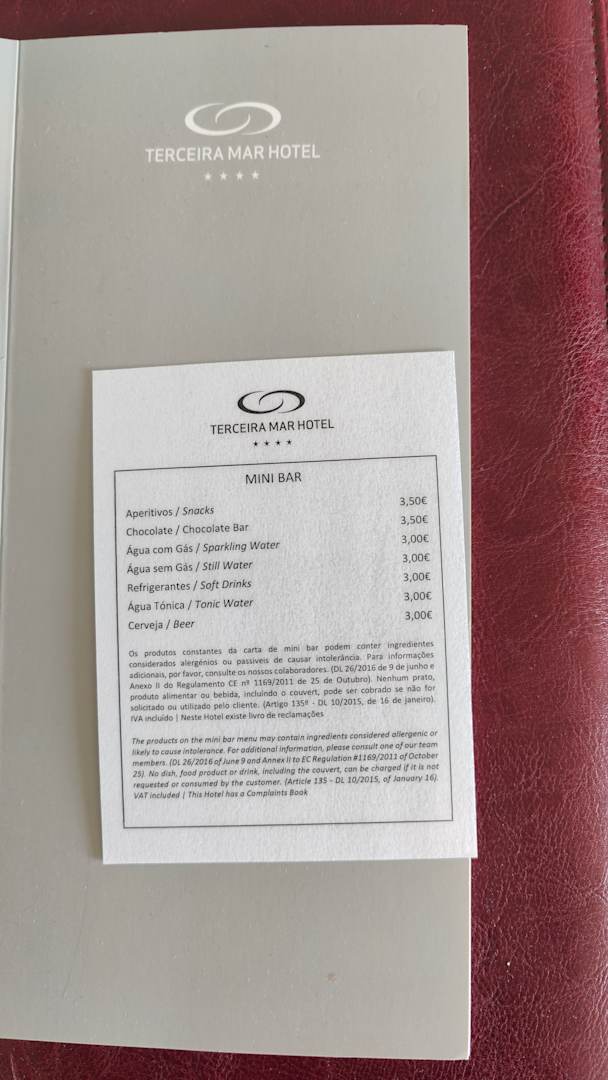 TERCEIRA MAR HOTEL
★ ★ ★ ★
TERCEIRA MAR HOTEL
★ ★ ★ ★
MINI BAR
Aperitivos / Snacks 3,50€
Chocolate / Chocolate Bar 3,50€
Água com Gás / Sparkling Water 3,00€
Água sem Gás / Still Water 3,00€
Refrigerantes / Soft Drinks 3,00€
Água Tónica / Tonic Water 3,00€
Cerveja / Beer 3,00€
Os produtos constantes da carta de mini bar podem conter ingredientes
considerados alergénios ou passíveis de causar intolerância. Para informações
adicionais, por favor, consulte os nossos colaboradores. (DL 26/2016 de 9 de junho e
Anexo II do Regulamento CE nº 1169/2011 de 25 de Outubro). Nenhum prato,
produto alimentar ou bebida, incluindo o couvert, pode ser cobrado se não for
solicitado ou utilizado pelo cliente. (Artigo 135º - DL 10/2015, de 16 de janeiro).
IVA incluído | Neste Hotel existe livro de reclamações
The products on the mini bar menu may contain ingredients considered allergenic or
likely to cause intolerance. For additional information, please consult one of our team
members. (DL 26/2016 of June 9 and Annex II to EC Regulation #1169/2011 of October
25). No dish, food product or drink, including the couvert, can be charged if it is not
requested or consumed by the customer. (Article 135 - DL 10/2015, of January 16).
VAT included | This Hotel has a Complaints Book